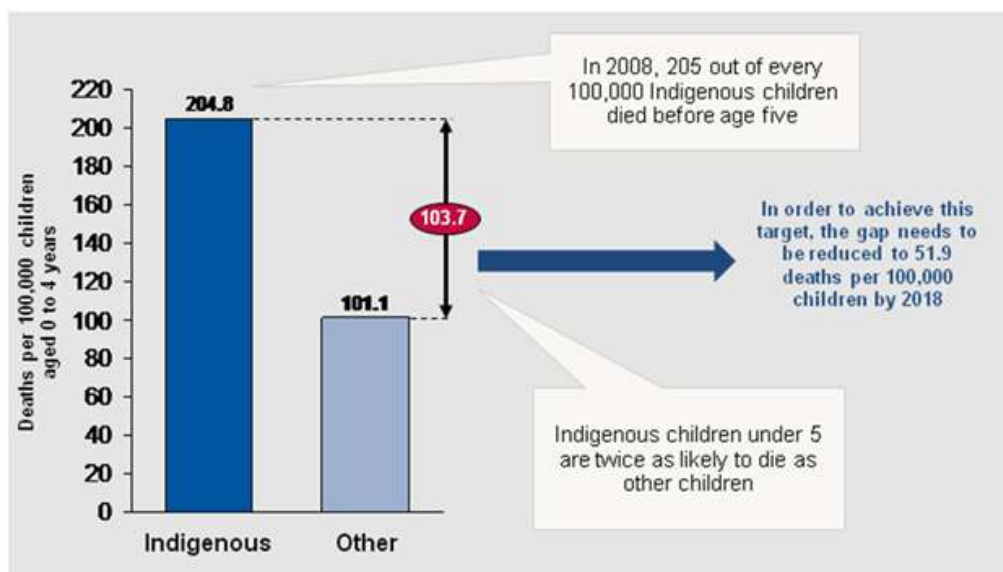 In 2008, 205 out of every
100,000 Indigenous children
died before age five
Deaths per 100,000 children
aged 0 to 4 years
220
200
180
160
140
120
100
80
60
40
20
0
204.8
103.7
101.1
In order to achieve this
target, the gap needs to
be reduced to 51.9
deaths per 100,000
children by 2018
Indigenous children under 5
are twice as likely to die as
other children
Indigenous
Other